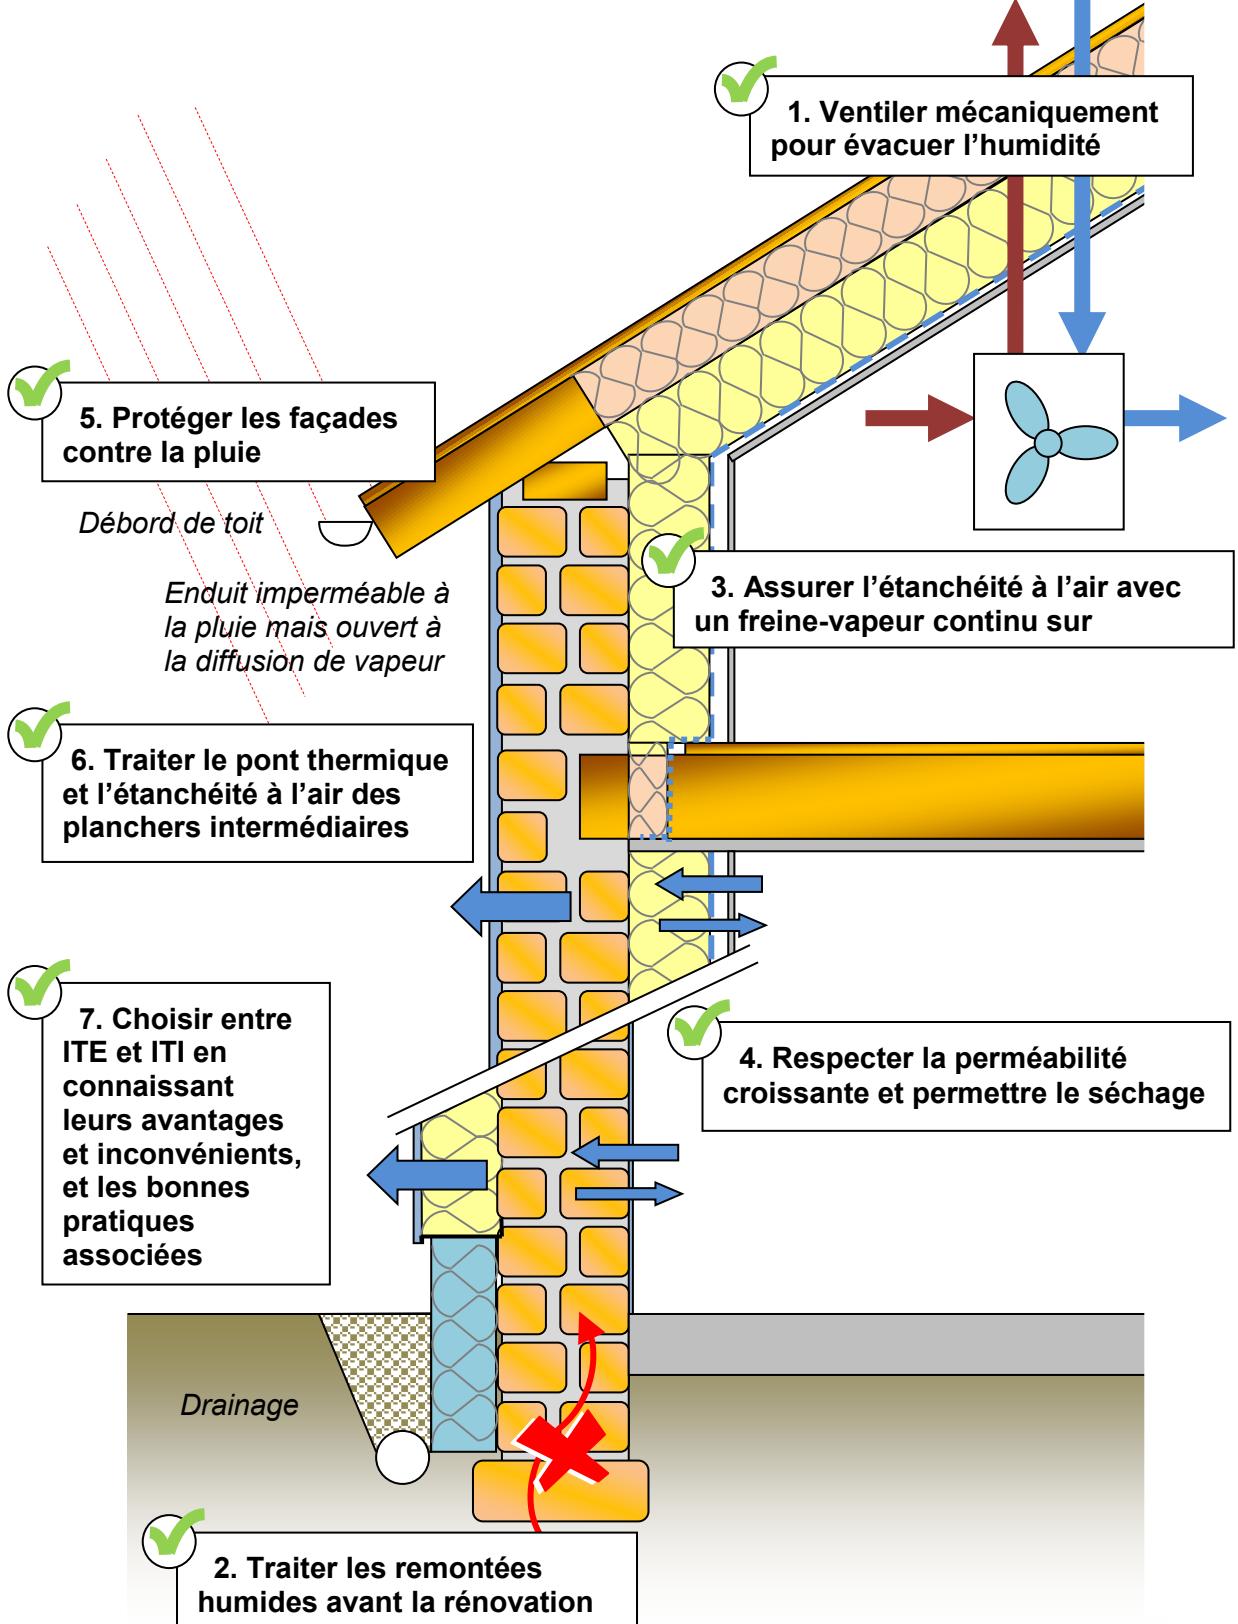 1. Ventiler mécaniquement
pour évacuer l'humidité
5. Protéger les façades
contre la pluie
Débord de toit
Enduit imperméable à
la pluie mais ouvert à
la diffusion de vapeur
3. Assurer l'étanchéité à l'air avec
un freine-vapeur continu sur
6. Traiter le pont thermique
et l'étanchéité à l'air des
planchers intermédiaires
7. Choisir entre
ITE et ITI en
connaissant
leurs avantages
et inconvénients,
et les bonnes
pratiques
associées
4. Respecter la perméabilité
croissante et permettre le séchage
Drainage
2. Traiter les remontées
humides avant la rénovation